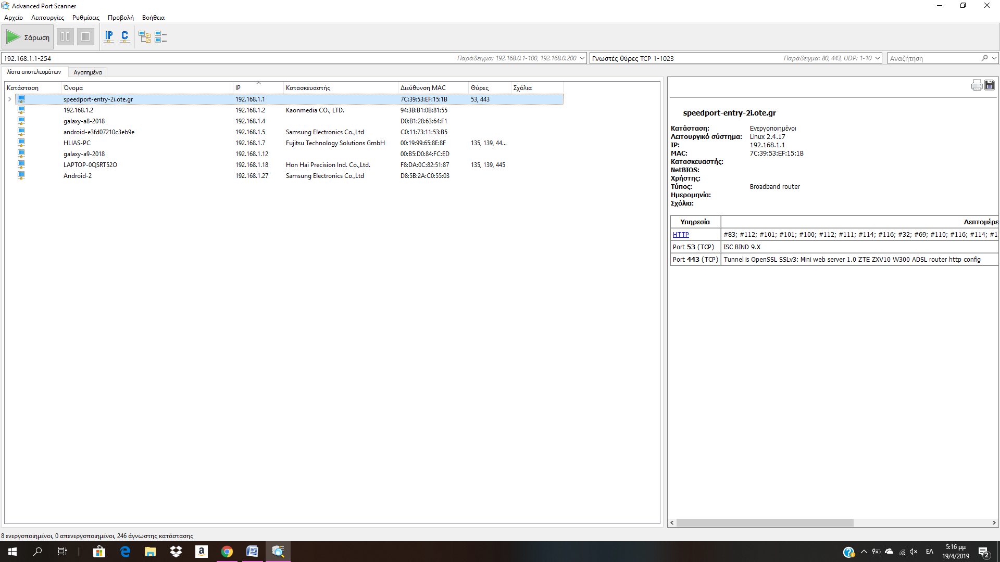 Advanced Port Scanner
Αρχείο Λειτουργίες Ρυθμίσεις Προβολή Βοήθεια
Σάρωση IP C
192.168.1.1-254 Παράδειγμα: 192.168.0.1-100, 192.168.0.200 Γνωστές θύρες TCP 1-1023 Παράδειγμα: 80, 443, UDP: 1-10 Αναζήτηση
λίστα αποτελεσμάτων Αγαπημένα
Κατάσταση Όνομα IP Κατασκευαστής Διεύθυνση MAC Θύρες Σχόλια
speedport-entry-2i.ote.gr 192.168.1.1 7C:39:53:EF:15:1B 53, 443
192.168.1.2 192.168.1.2 Kaonmedia CO., LTD. 94:3B:B1:0B:81:55
galaxy-a8-2018 192.168.1.4 D0:B1:28:63:64:F1
android-e3fd07210c3eb9e 192.168.1.5 Samsung Electronics Co.,Ltd C0:11:73:11:53:B5
HLIAS-PC 192.168.1.7 Fujitsu Technology Solutions GmbH 00:19:99:65:8E:8F 135, 139, 44...
galaxy-a9-2018 192.168.1.12 00:B5:D0:84:FC:ED
LAPTOP-0QSRT52O 192.168.1.18 Hon Hai Precision Ind. Co.,Ltd. F8:DA:0C:82:51:87 135, 139, 445
Android-2 192.168.1.27 Samsung Electronics Co.,Ltd D8:5B:2A:C0:55:03
speedport-entry-2i.ote.gr
Κατάσταση: Ενεργοποιημένοι
Λειτουργικό σύστημα: Linux 2.4.17
IP: 192.168.1.1
MAC: 7C:39:53:EF:15:1B
Κατασκευαστής:
NetBIOS:
Χρήστης:
Τύπος: Broadband router
Ημερομηνία:
Σχόλια:
Υπηρεσία Λεπτομέρε
HTTP #83; #112; #101; #101; #100; #112; #111; #114; #116; #32; #69; #110; #116; #114; #1
Port 53 (TCP) ISC BIND 9.X
Port 443 (TCP) Tunnel is OpenSSL SSLv3: Mini web server 1.0 ZTE ZXV10 W300 ADSL router http config
8 ενεργοποιημένοι, 0 απενεργοποιημένοι, 246 άγνωστης κατάστασης
ΕΛ 5:16 μμ
19/4/2019 2